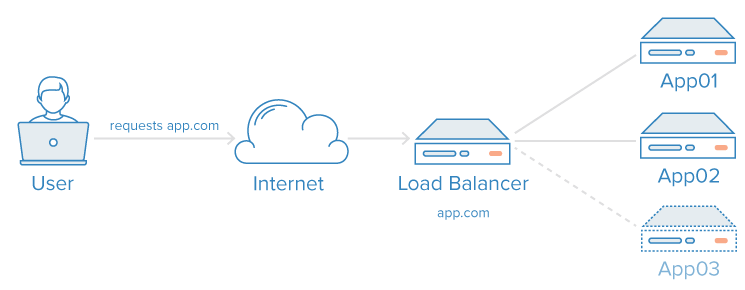 requests app.com
User
Internet
Load Balancer
app.com
App01
App02
App03